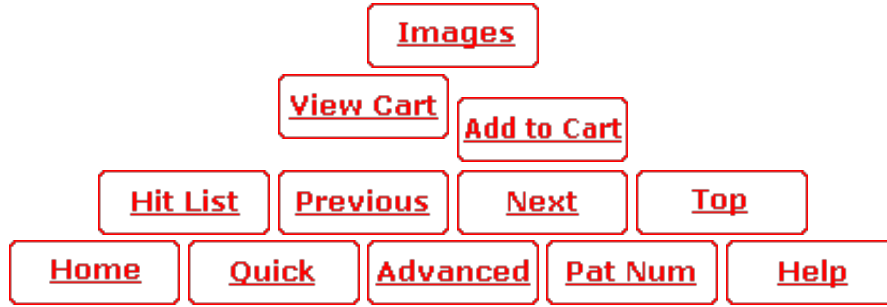 Images
View Cart
Add to Cart
Hit List Previous Next Top
Home Quick Advanced Pat Num Help